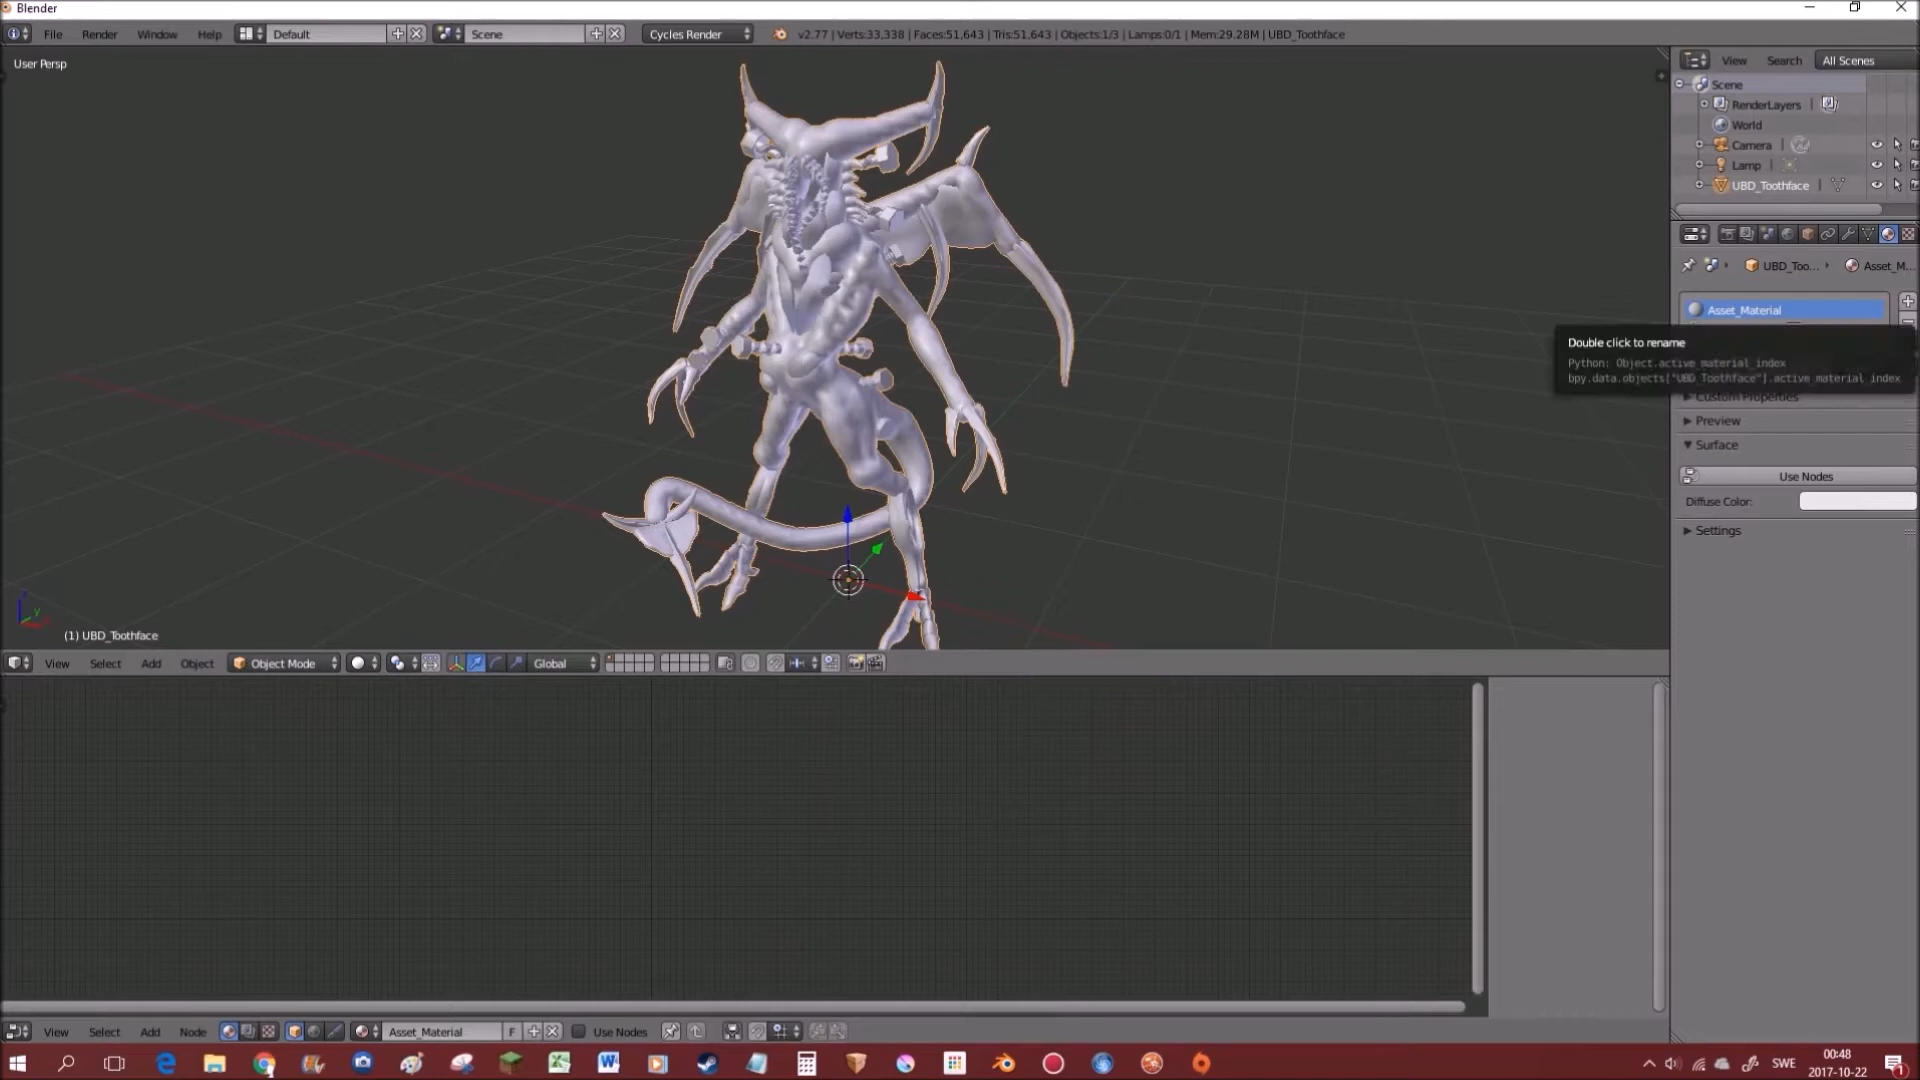 Blender
File Render Window Help Default Scene Cycles Render v2.77 | Verts:33,338 | Faces:51,643 | Tris:51,643 | Objects:1/3 | Lamps:0/1 | Mem:29.28M | UBD_Toothface
User Persp
View Search All Scenes
Scene
RenderLayers
World
Camera
Lamp
UBD_Toothface
UBD_Too... Asset_M...
Asset_Material
Double click to rename
Python: Object.active_material_index
bpy.data.objects["UBD_Toothface"].active_material_index
Custom Properties
Preview
Surface
Use Nodes
Diffuse Color:
Settings
z
y
(1) UBD_Toothface
View Select Add Object Object Mode Global
View Select Add Node Asset_Material F Use Nodes
SWE 00:48
2017-10-22
1